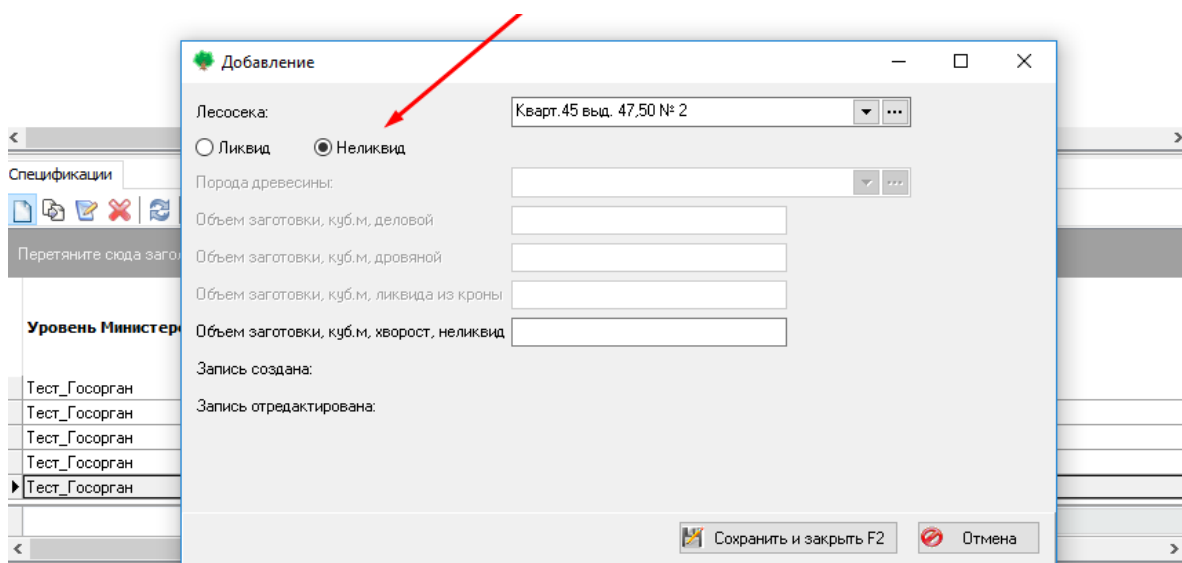 Добавление
Лесосека: Кварт.45 выд. 47,50 № 2
Ликвид Неликвид
Спецификации
Порода древесины:
Объем заготовки, куб.м, деловой
Перетяните сюда
Объем заготовки, куб.м, дровяной
Объем заготовки, куб.м, ликвида из кроны
Уровень
Объем заготовки, куб.м, хворост, неликвид
Запись создана:
Тест_Госорган
Запись отредактирована:
Тест_Госорган
Тест_Госорган
Тест_Госорган
Тест_Госорган
Сохранить и закрыть F2 Отмена